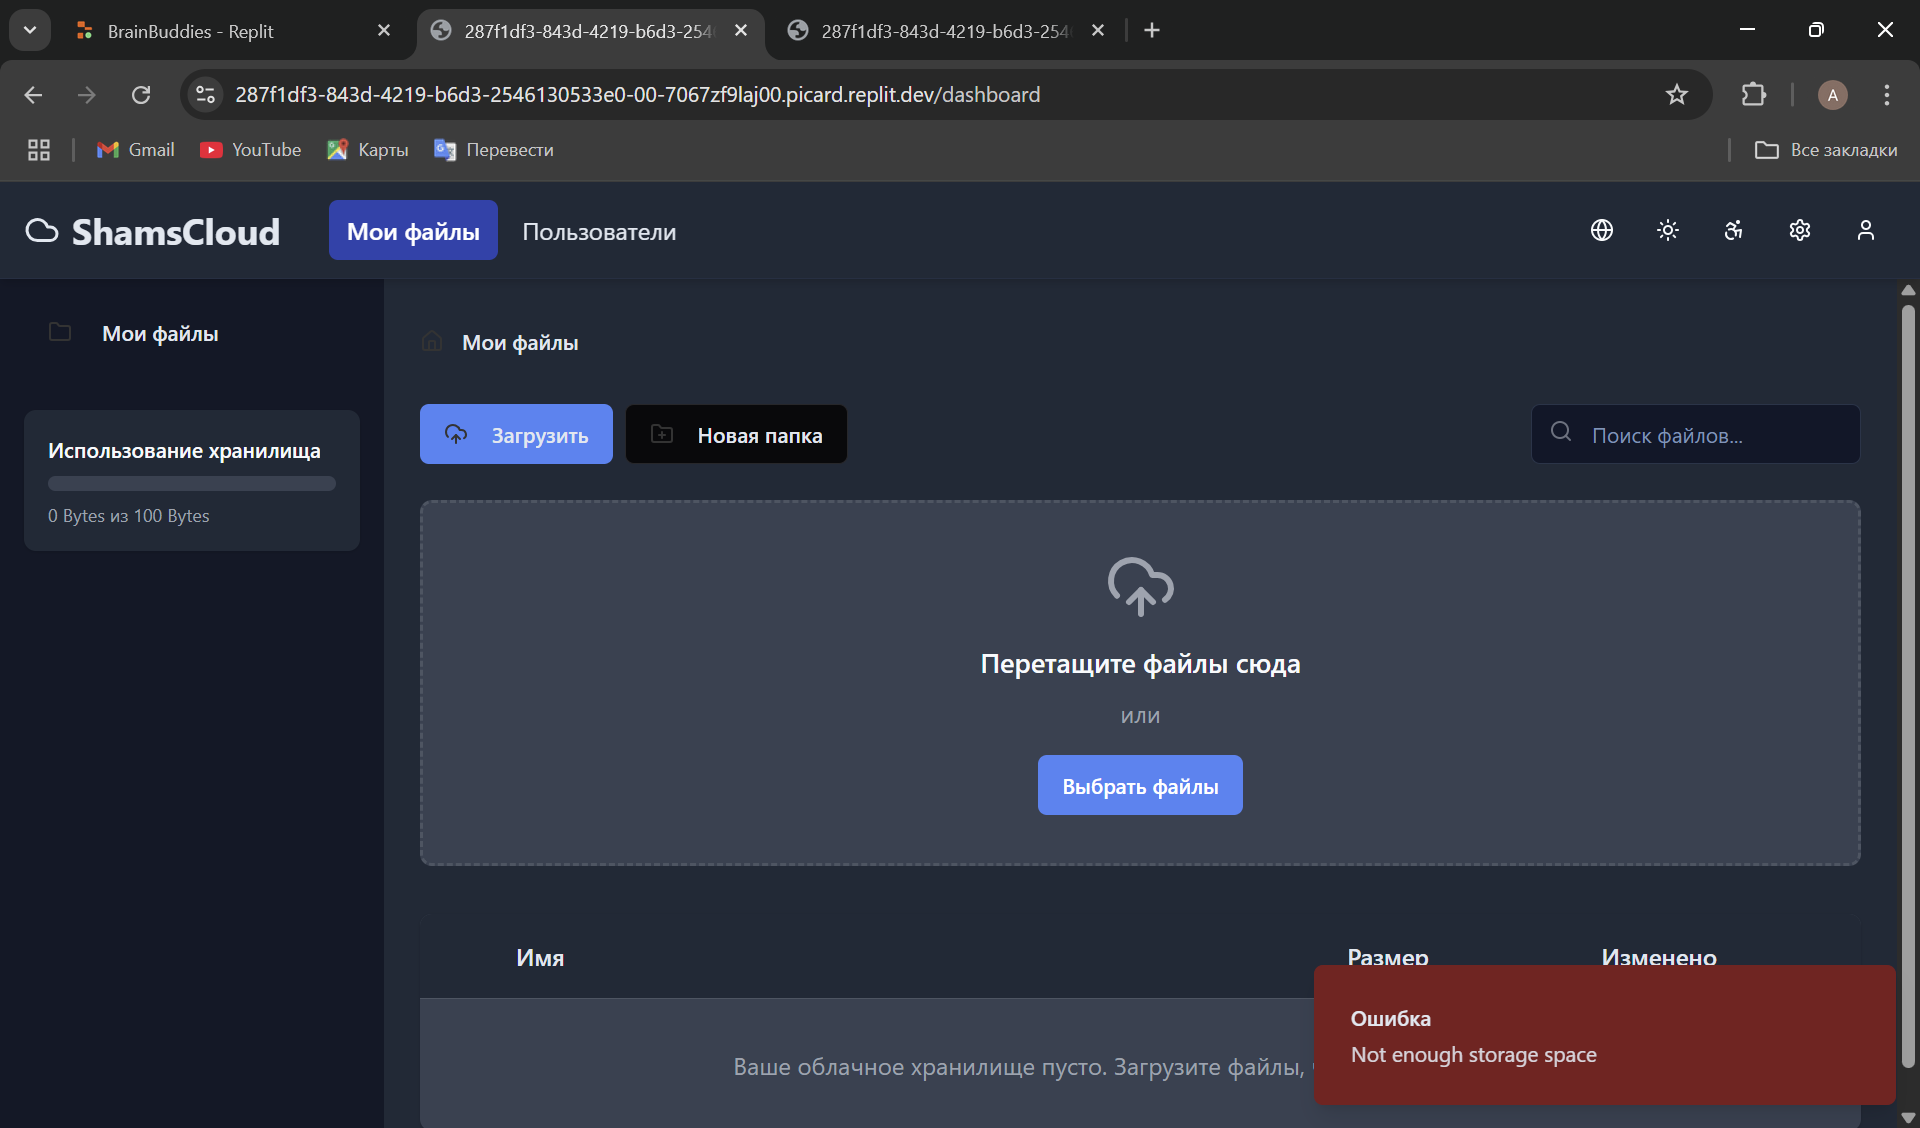 BrainBuddies - Replit
287f1df3-843d-4219-b6d3-254
287f1df3-843d-4219-b6d3-254
287f1df3-843d-4219-b6d3-2546130533e0-00-7067zf9laj00.picard.replit.dev/dashboard
A
Gmail
YouTube
Карты
Перевести
Все закладки
ShamsCloud
Мои файлы
Пользователи
Мои файлы
Использование хранилища
0 Bytes из 100 Bytes
Мои файлы
Загрузить
Новая папка
Поиск файлов...
Перетащите файлы сюда
или
Выбрать файлы
Имя
Размер
Изменено
Ваше облачное хранилище пусто. Загрузите файлы,
Ошибка
Not enough storage space